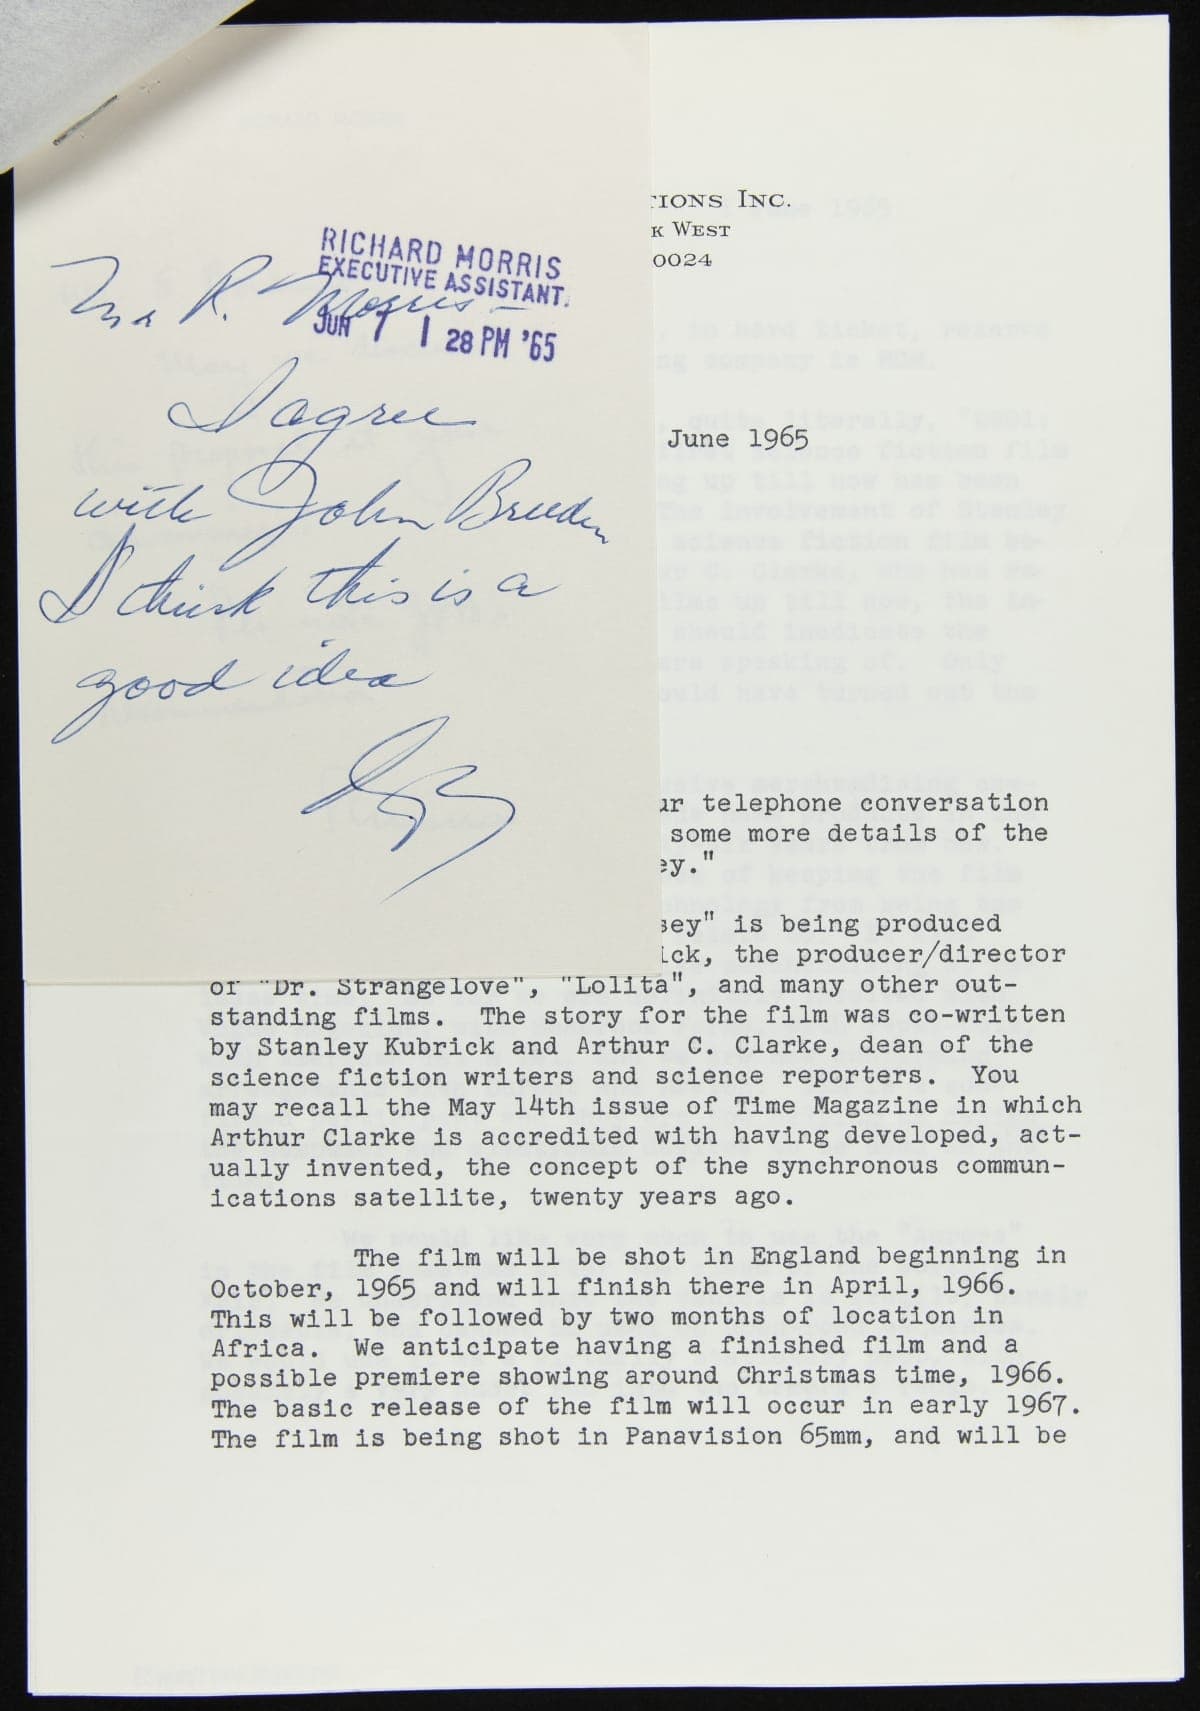 RICHARD MORRIS
EXECUTIVE ASSISTANT.
JUN 7 1 28 PM '65
Mr R. Morris —
I agree
with John Breeden
I think this is a
good idea
TIONS INC.
K WEST
0024
June 1965
ur telephone conversation
some more details of the
ey."
sey" is being produced
ick, the producer/director
of "Dr. Strangelove", "Lolita", and many other out-
standing films. The story for the film was co-written
by Stanley Kubrick and Arthur C. Clarke, dean of the
science fiction writers and science reporters. You
may recall the May 14th issue of Time Magazine in which
Arthur Clarke is accredited with having developed, act-
ually invented, the concept of the synchronous commun-
ications satellite, twenty years ago.
The film will be shot in England beginning in
October, 1965 and will finish there in April, 1966.
This will be followed by two months of location in
Africa. We anticipate having a finished film and a
possible premiere showing around Christmas time, 1966.
The basic release of the film will occur in early 1967.
The film is being shot in Panavision 65mm, and will be